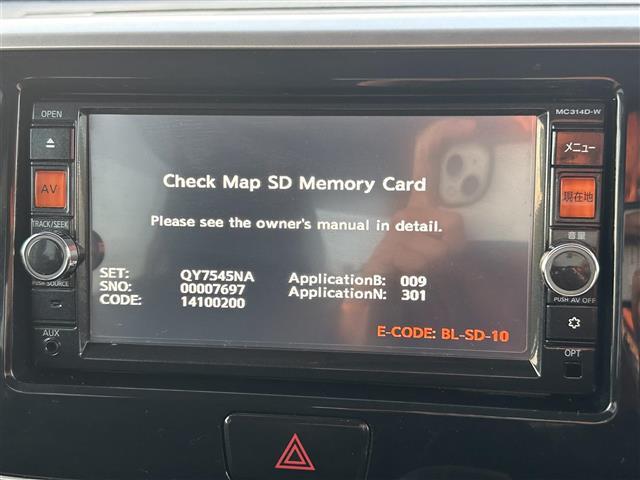 OPEN
MC314D-W
AV
メニュー
現在地
TRACK/SEEK
音量
PUSH SOURCE
PUSH AV OFF
AUX
OPT
Check Map SD Memory Card
Please see the owner's manual in detail.
SET: QY7545NA ApplicationB: 009
SNO: 00007697 ApplicationN: 301
CODE: 14100200
E-CODE: BL-SD-10